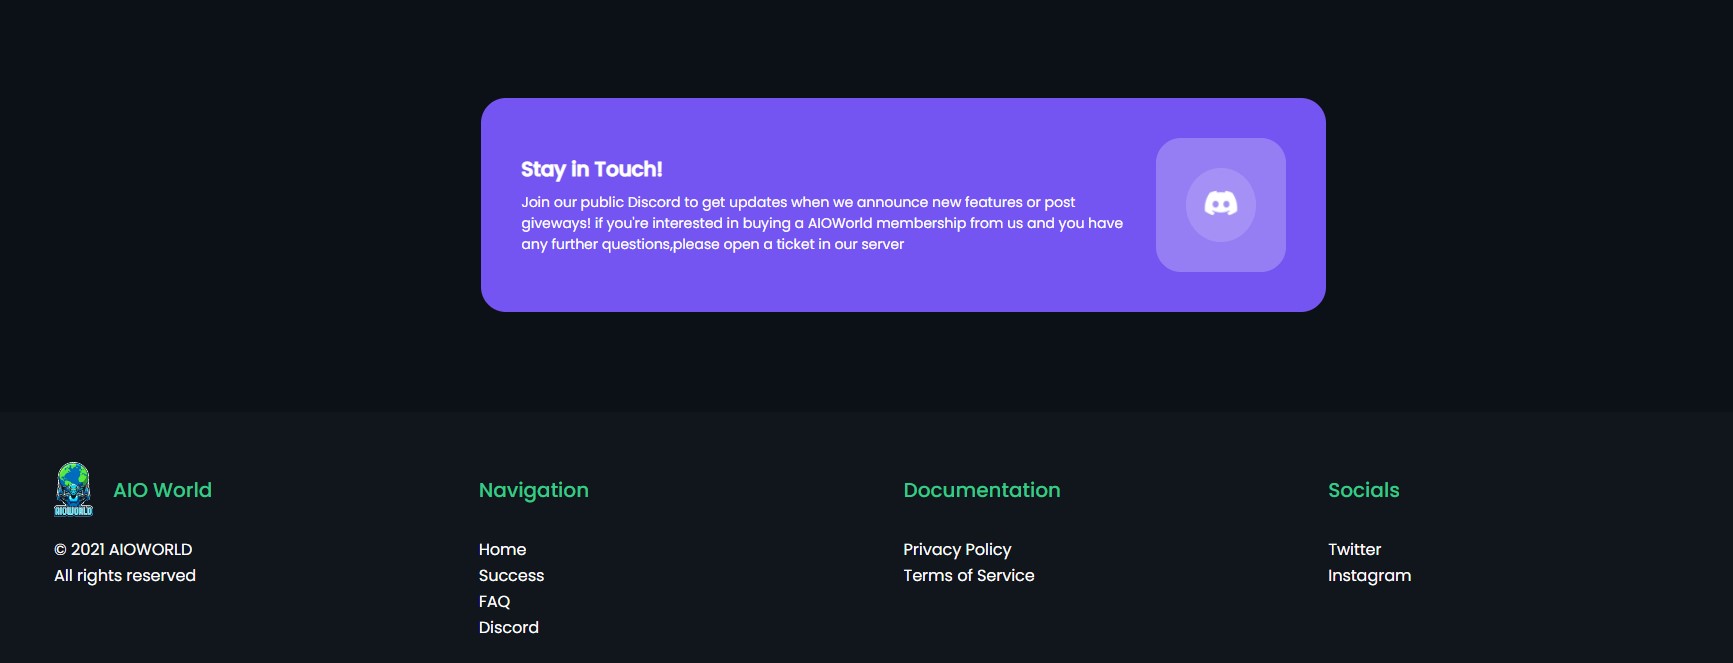 Stay in Touch!
Join our public Discord to get updates when we announce new features or post
giveways! if you're interested in buying a AIOWorld membership from us and you have
any further questions,please open a ticket in our server
AIOWORLD
AIO World
© 2021 AIOWORLD
All rights reserved
Navigation
Home
Success
FAQ
Discord
Documentation
Privacy Policy
Terms of Service
Socials
Twitter
Instagram